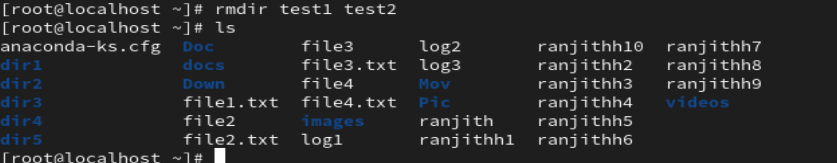 [root@localhost ~]# rmdir test1 test2
[root@localhost ~]# ls
anaconda-ks.cfg  Doc        file3      log2       ranjithh10  ranjithh7
dir1             docs       file3.txt  log3       ranjithh2   ranjithh8
dir2             Down       file4      Mov        ranjithh3   ranjithh9
dir3             file1.txt  file4.txt  Pic        ranjithh4   videos
dir4             file2      images     ranjith    ranjithh5
dir5             file2.txt  log1       ranjithh1  ranjithh6
[root@localhost ~]#